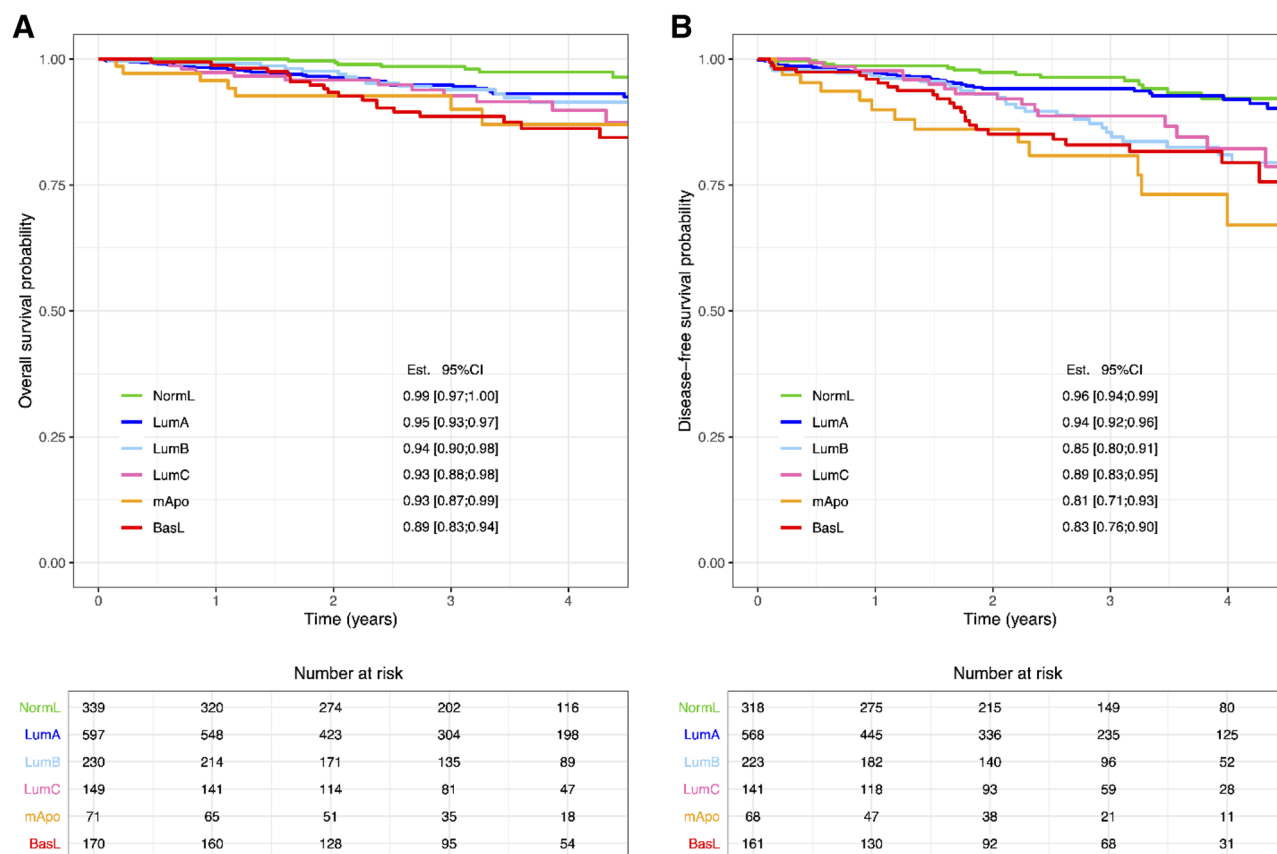 A
Overall survival probability
1.00
0.75
0.50
0.25
0.00
Est. 95%CI
NormL 0.99 [0.97;1.00]
LumA 0.95 [0.93;0.97]
LumB 0.94 [0.90;0.98]
LumC 0.93 [0.88;0.98]
mApo 0.93 [0.87;0.99]
BasL 0.89 [0.83;0.94]
0 1 2 3 4
Time (years)
Number at risk
NormL 339 320 274 202 116
LumA 597 548 423 304 198
LumB 230 214 171 135 89
LumC 149 141 114 81 47
mApo 71 65 51 35 18
BasL 170 160 128 95 54
B
Disease-free survival probability
1.00
0.75
0.50
0.25
0.00
Est. 95%CI
NormL 0.96 [0.94;0.99]
LumA 0.94 [0.92;0.96]
LumB 0.85 [0.80;0.91]
LumC 0.89 [0.83;0.95]
mApo 0.81 [0.71;0.93]
BasL 0.83 [0.76;0.90]
0 1 2 3 4
Time (years)
Number at risk
NormL 318 275 215 149 80
LumA 568 445 336 235 125
LumB 223 182 140 96 52
LumC 141 118 93 59 28
mApo 68 47 38 21 11
BasL 161 130 92 68 31